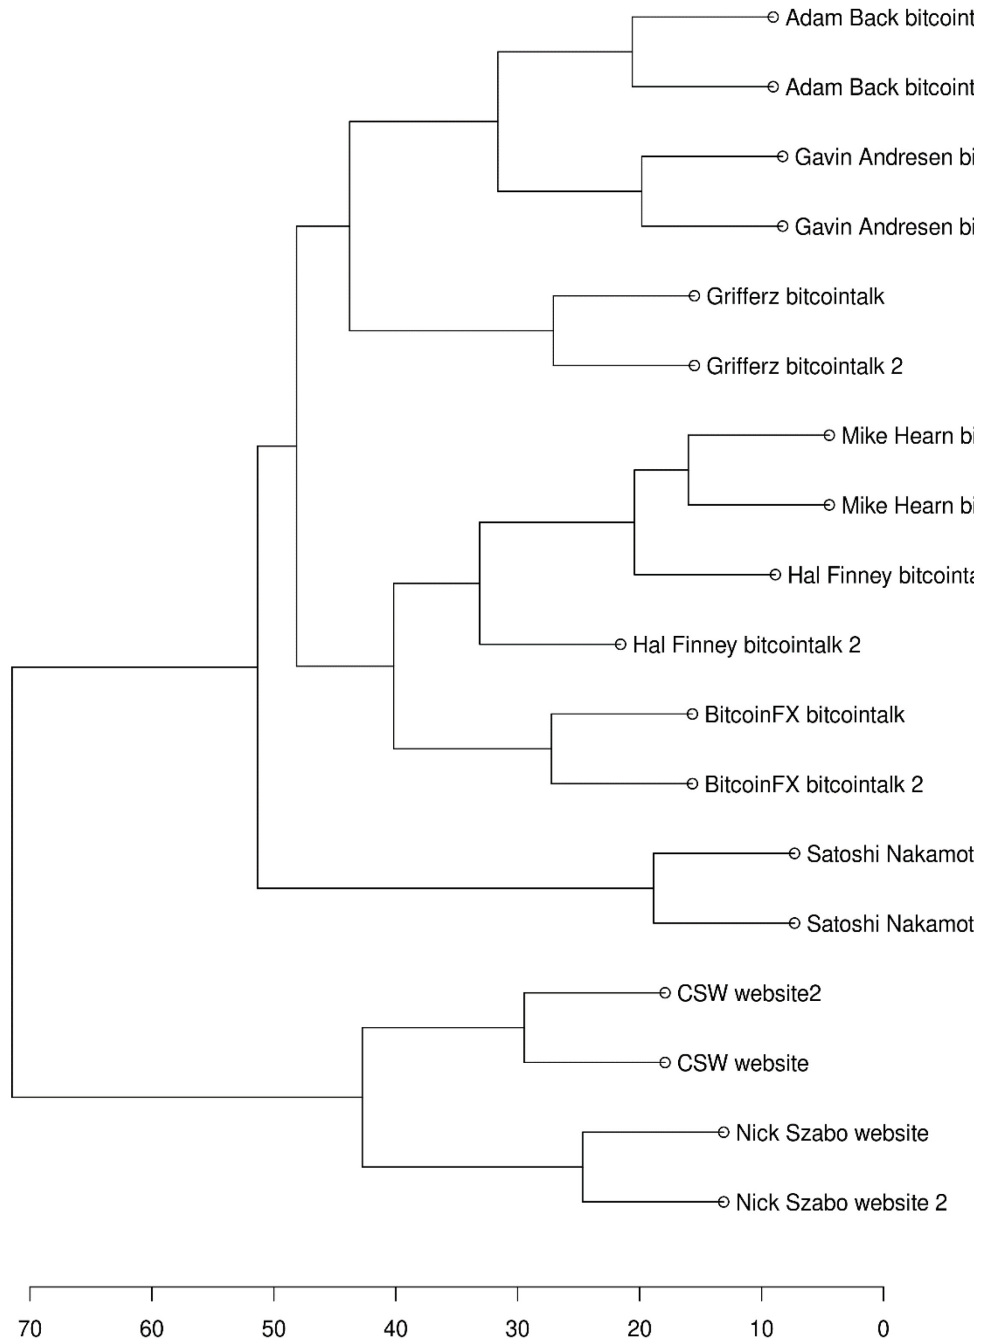 Adam Back bitcoint
Adam Back bitcoint
Gavin Andresen bi
Gavin Andresen bi
Grifferz bitcointalk
Grifferz bitcointalk 2
Mike Hearn bi
Mike Hearn bi
Hal Finney bitcointa
Hal Finney bitcointalk 2
BitcoinFX bitcointalk
BitcoinFX bitcointalk 2
Satoshi Nakamot
Satoshi Nakamot
CSW website2
CSW website
Nick Szabo website
Nick Szabo website 2
70 60 50 40 30 20 10 0